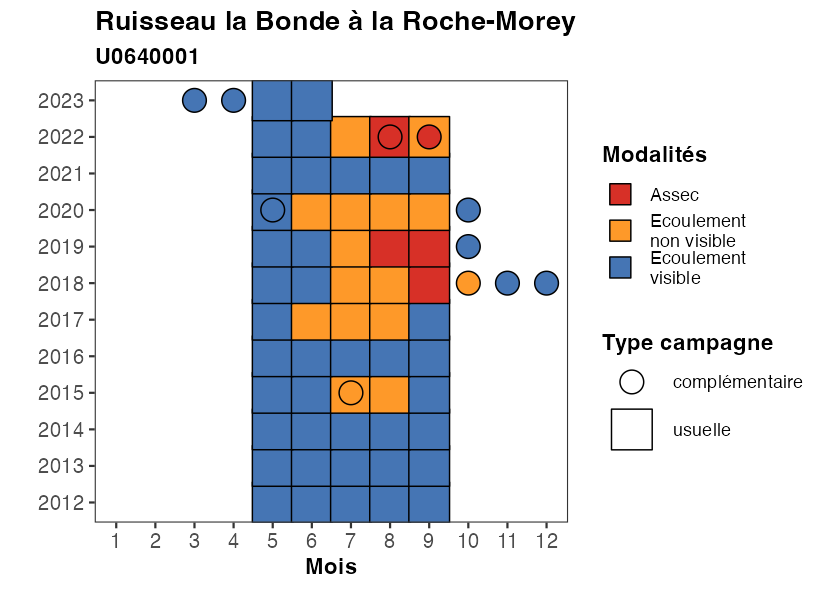 Ruisseau la Bonde à la Roche-Morey
U0640001
2023
2022
2021
2020
2019
2018
2017
2016
2015
2014
2013
2012
1 2 3 4 5 6 7 8 9 10 11 12
Mois
Modalités
Assec
Ecoulement
non visible
Ecoulement
visible
Type campagne
complémentaire
usuelle